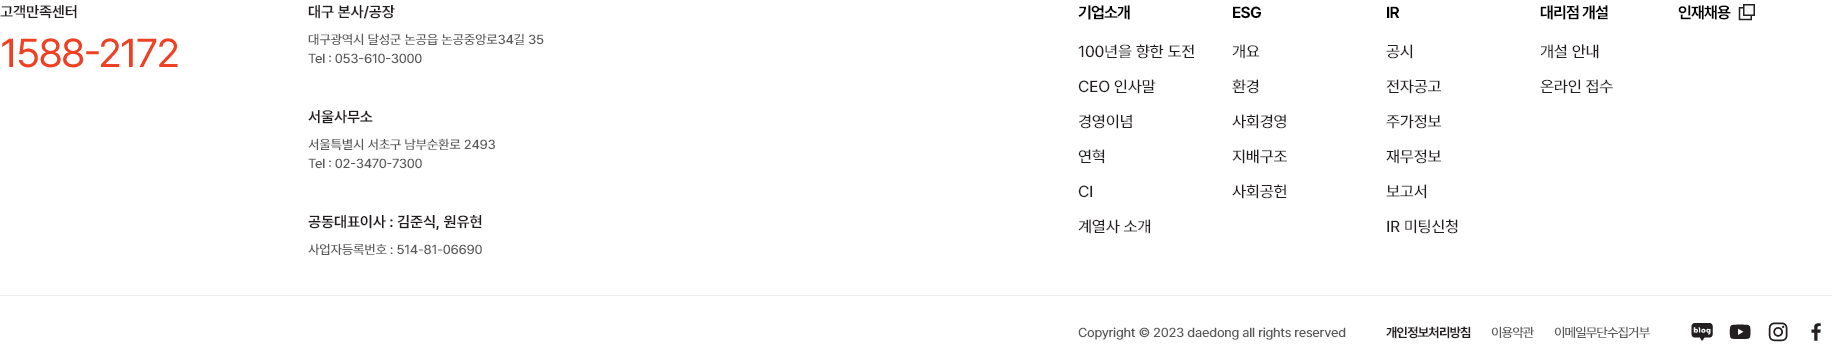 고객만족센터
1588-2172
대구 본사/공장
대구광역시 달성군 논공읍 논공중앙로34길 35
Tel : 053-610-3000
서울사무소
서울특별시 서초구 남부순환로 2493
Tel : 02-3470-7300
공동대표이사 : 김준식, 원유현
사업자등록번호 : 514-81-06690
기업소개
100년을 향한 도전
CEO 인사말
경영이념
연혁
CI
계열사 소개
ESG
개요
환경
사회경영
지배구조
사회공헌
IR
공시
전자공고
주가정보
재무정보
보고서
IR 미팅신청
대리점 개설
개설 안내
온라인 접수
인재채용
Copyright © 2023 daedong all rights reserved
개인정보처리방침
이용약관
이메일무단수집거부
blog